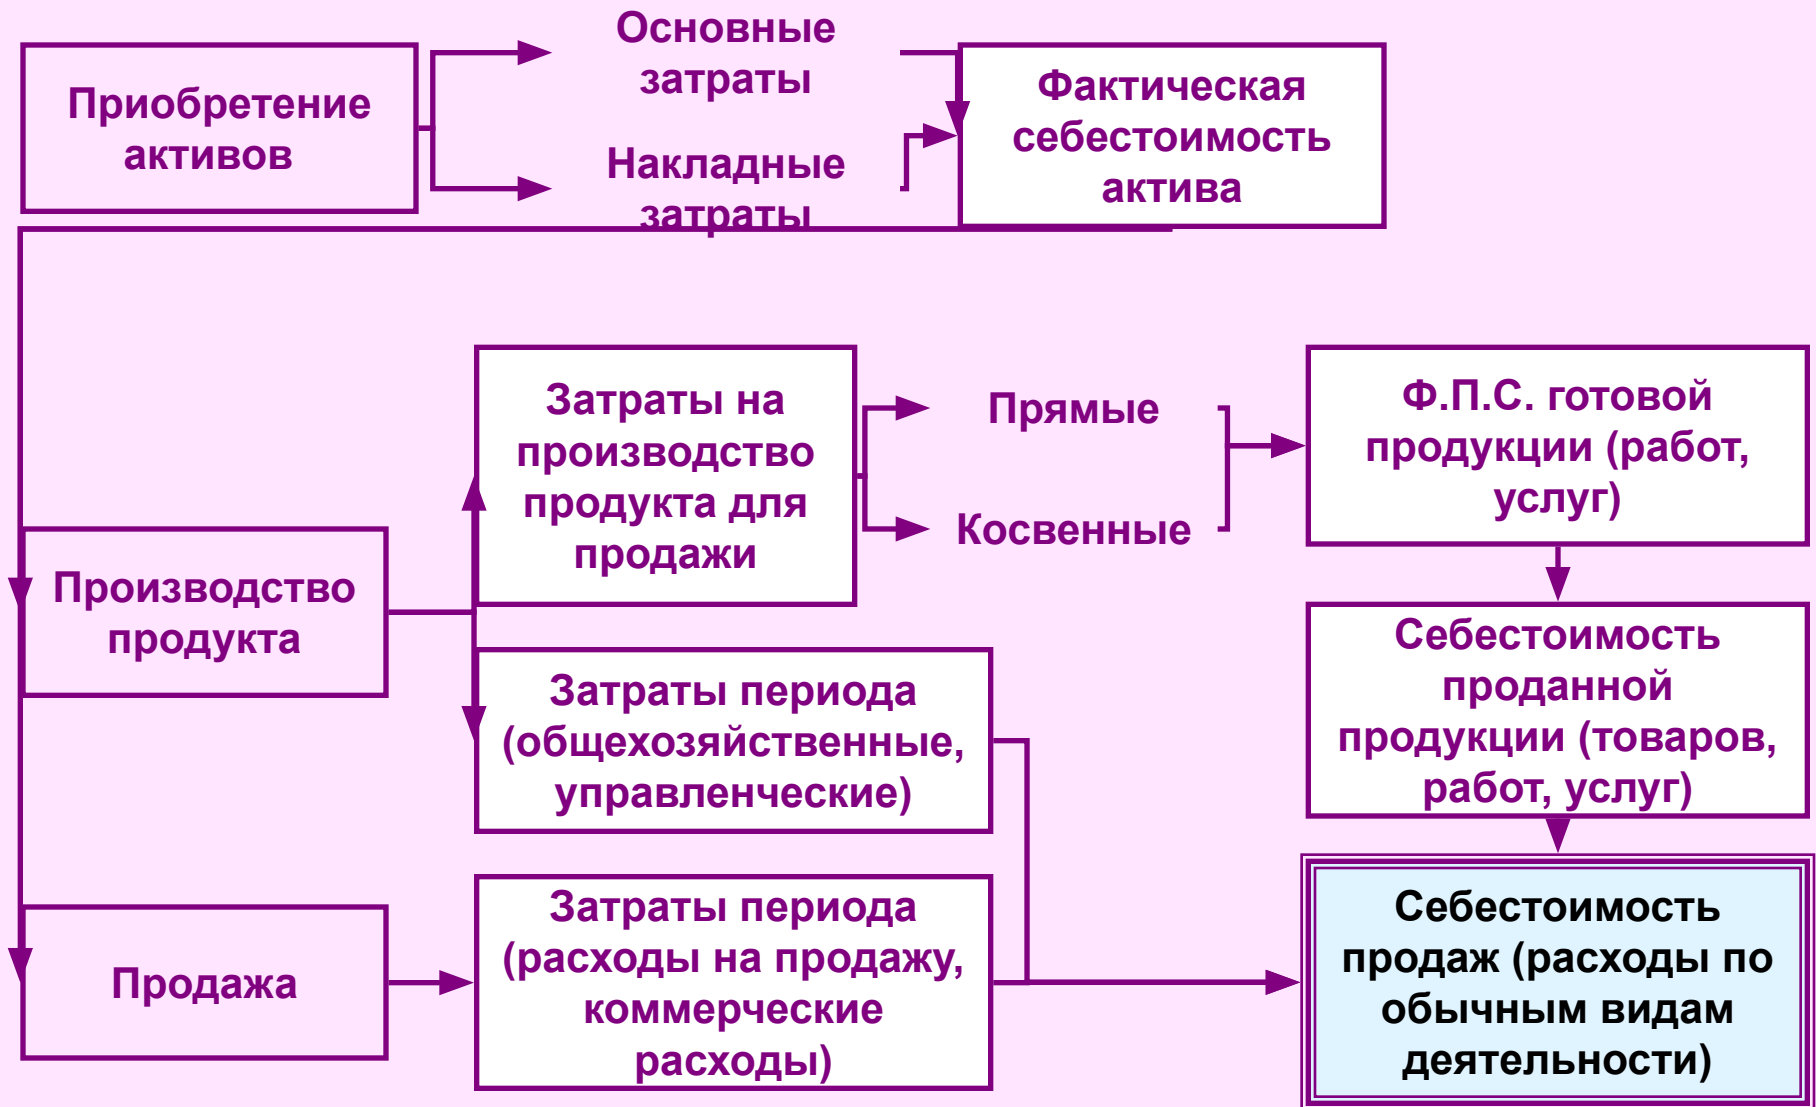 Приобретение
активов
Основные
затраты
Накладные
затраты
Фактическая
себестоимость
актива
Производство
продукта
Затраты на
производство
продукта для
продажи
Прямые
Косвенные
Ф.П.С. готовой
продукции (работ,
услуг)
Затраты периода
(общехозяйственные,
управленческие)
Себестоимость
проданной
продукции (товаров,
работ, услуг)
Продажа
Затраты периода
(расходы на продажу,
коммерческие
расходы)
Себестоимость
продаж (расходы по
обычным видам
деятельности)